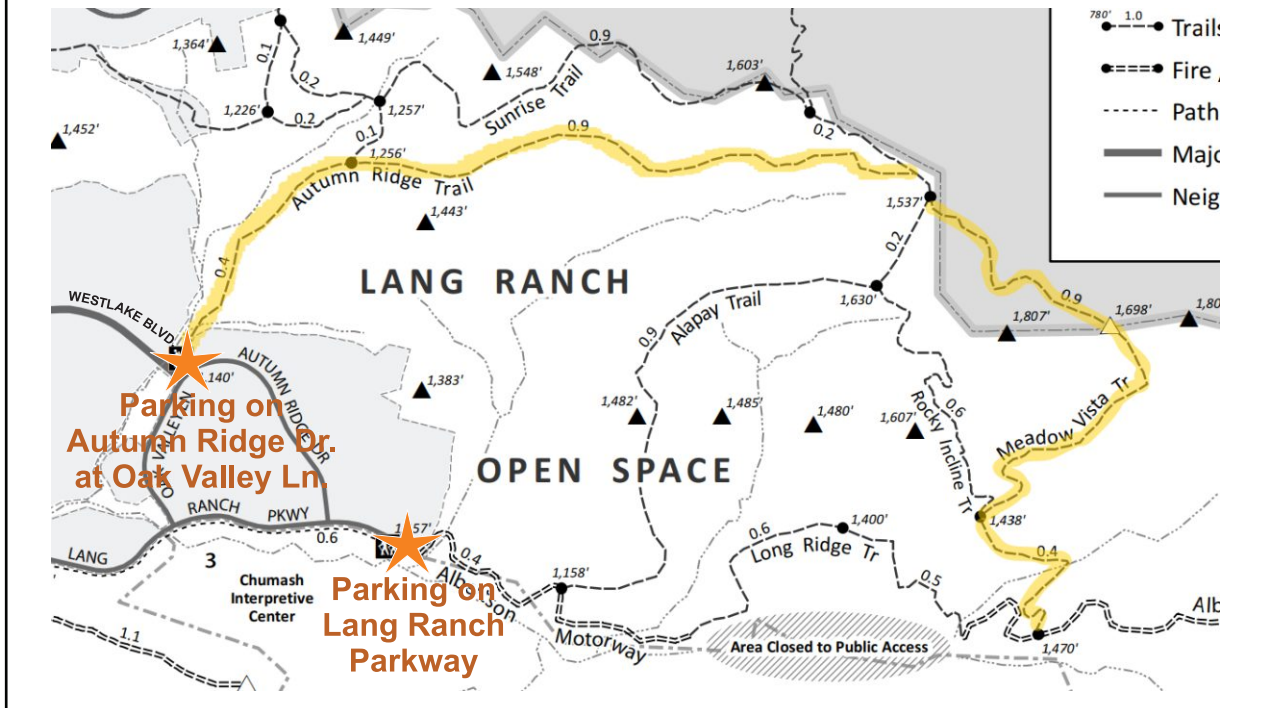 780' 1.0
Trails
Fire
Path
Majo
Neig
1,364'
1,449'
0.1
0.9
1,548'
1,603'
0.2
Sunrise Trail
1,226'
0.2
1,257'
0.2
1,452'
0.1
0.9
1,256'
Autumn Ridge Trail
1,537'
1,443'
0.4
0.2
LANG RANCH
1,630'
0.9
1,698'
1,80
1,807'
WESTLAKE BLVD
0.9
Alapay Trail
AUTUMN RIDGE DR
140'
1,383'
Parking on
Autumn Ridge Dr.
at Oak Valley Ln.
1,482'
1,485'
1,480'
1,607'
Rocky Incline Tr
0.6
Meadow Vista Tr
OPEN SPACE
RANCH PKWY
0.6
LANG
3
Chumash
Interpretive
Center
0.4
Albertson
Motorway
Parking on
Lang Ranch
Parkway
1,158'
0.6
1,400'
Long Ridge Tr
0.5
1,438'
0.4
Alb
Area Closed to Public Access
1,470'
1.1